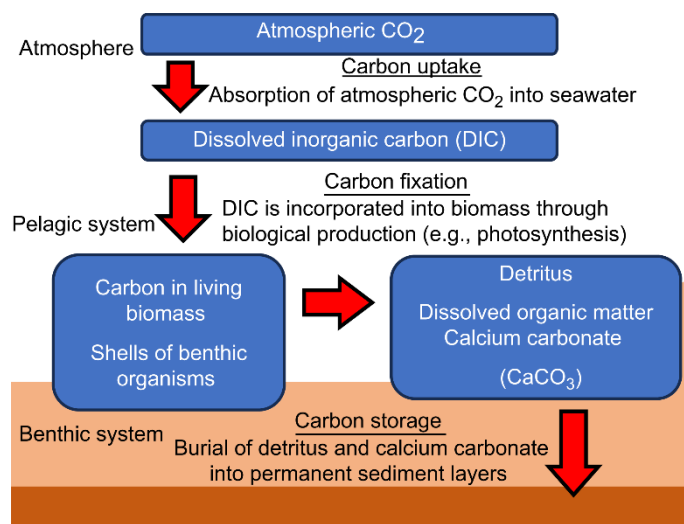 Atmospheric CO2
Atmosphere
Carbon uptake
Absorption of atmospheric CO2 into seawater
Dissolved inorganic carbon (DIC)
Carbon fixation
Pelagic system
DIC is incorporated into biomass through
biological production (e.g., photosynthesis)
Carbon in living
biomass
Shells of benthic
organisms
Detritus
Dissolved organic matter
Calcium carbonate
(CaCO3)
Benthic system
Carbon storage
Burial of detritus and calcium carbonate
into permanent sediment layers